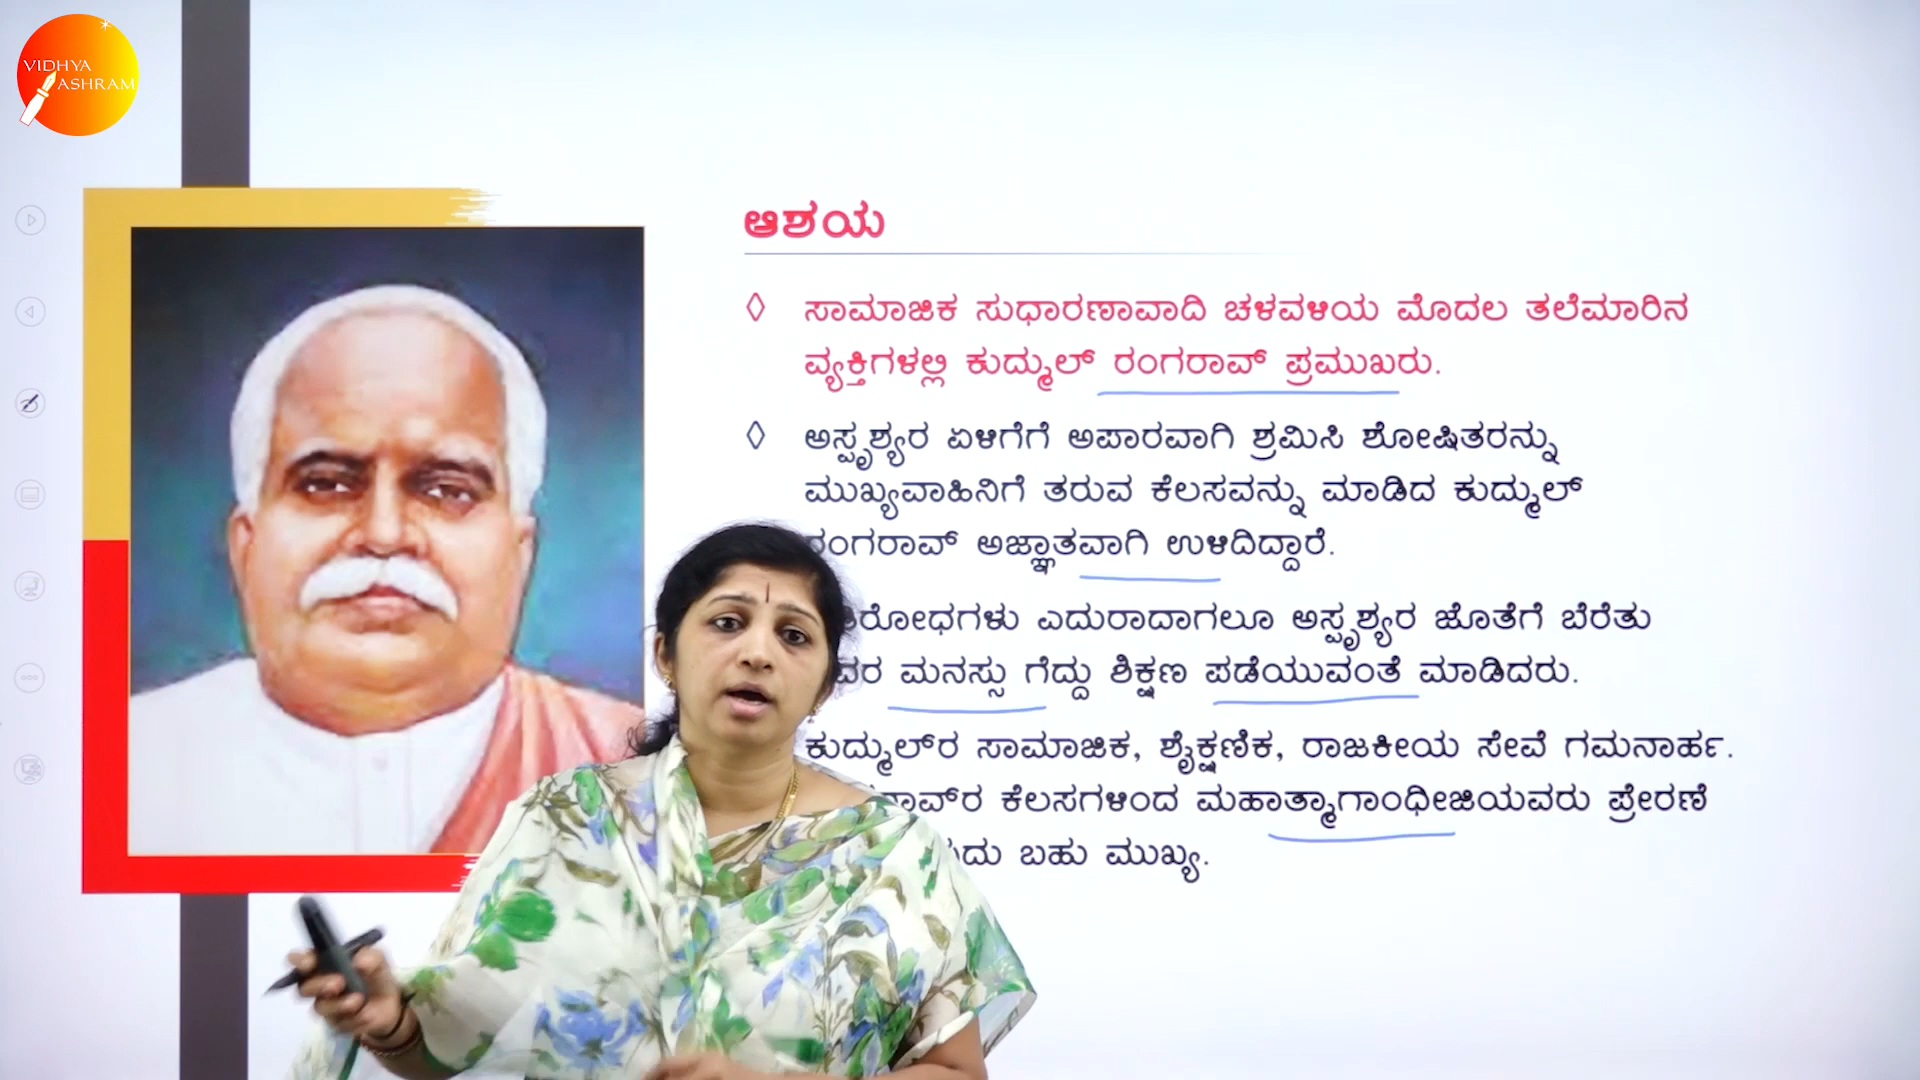 VIDHYA
ASHRAM
ಆಶಯ
ಸಾಮಾಜಿಕ ಸುಧಾರಣಾವಾದಿ ಚಳವಳಿಯ ಮೊದಲ ತಲೆಮಾರಿನ
ವ್ಯಕ್ತಿಗಳಲ್ಲಿ ಕುದ್ಮುಲ್ ರಂಗರಾವ್ ಪ್ರಮುಖರು.
ಅಸ್ಪೃಶ್ಯರ ಏಳಿಗೆಗೆ ಅಪಾರವಾಗಿ ಶ್ರಮಿಸಿ ಶೋಷಿತರನ್ನು
ಮುಖ್ಯವಾಹಿನಿಗೆ ತರುವ ಕೆಲಸವನ್ನು ಮಾಡಿದ ಕುದ್ಮುಲ್
ರಂಗರಾವ್ ಅಜ್ಞಾತವಾಗಿ ಉಳಿದಿದ್ದಾರೆ.
ಎದುರಾದಾಗಲೂ ಅಸ್ಪೃಶ್ಯರ ಜೊತೆಗೆ ಬೆರೆತು
ಮನಸ್ಸು ಗೆದ್ದು ಶಿಕ್ಷಣ ಪಡೆಯುವಂತೆ ಮಾಡಿದರು.
ಕುದ್ಮುಲ್‌ರ ಸಾಮಾಜಿಕ, ಶೈಕ್ಷಣಿಕ, ರಾಜಕೀಯ ಸೇವೆ ಗಮನಾರ್ಹ.
ಕೆಲಸಗಳಿಂದ ಮಹಾತ್ಮಾಗಾಂಧೀಜಿಯವರು ಪ್ರೇರಣೆ
ಬಹು ಮುಖ್ಯ.